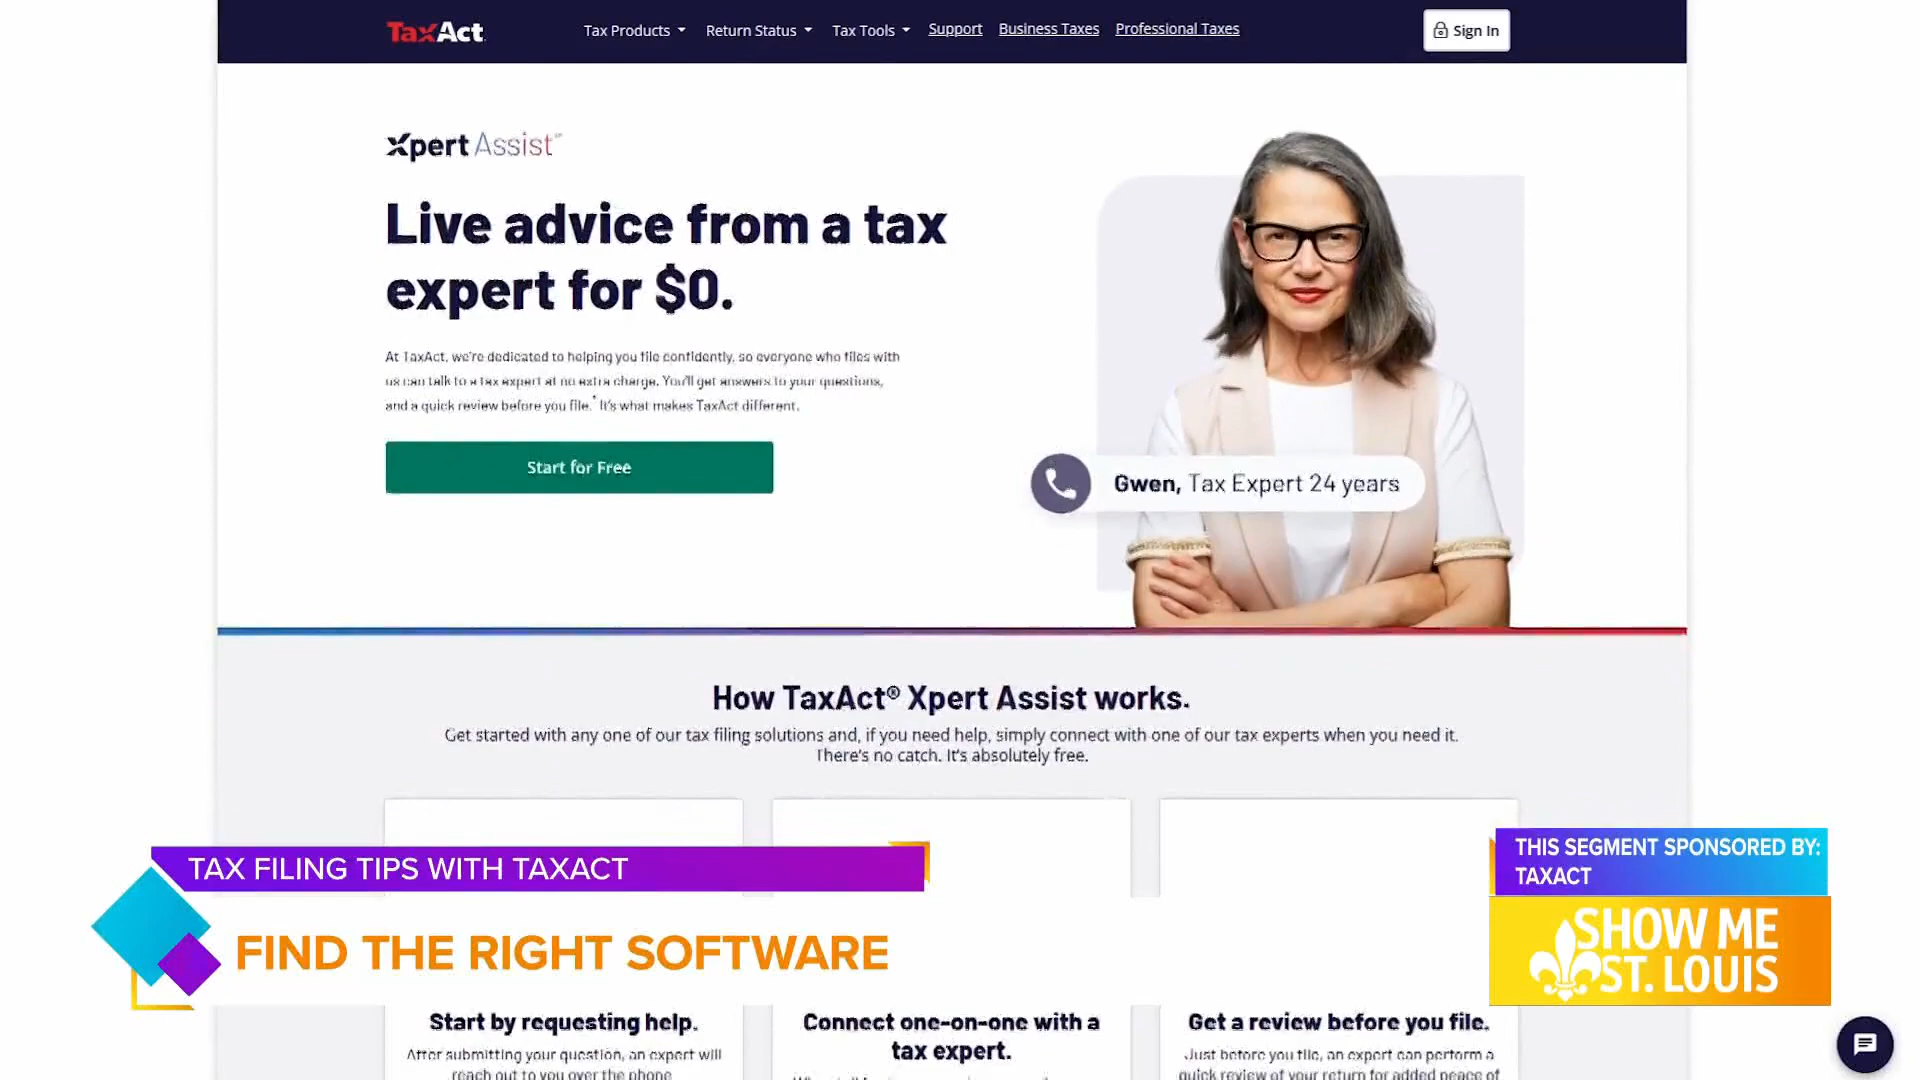 TaxAct
Tax Products Return Status Tax Tools Support Business Taxes Professional Taxes Sign In
Xpert Assist
Live advice from a tax
expert for $0.
At TaxAct, we're dedicated to helping you file confidently, so everyone who files with
us can talk to a tax expert at no extra charge. You'll get answers to your questions,
and a quick review before you file.* It's what makes TaxAct different.
Start for Free
Gwen, Tax Expert 24 years
How TaxAct® Xpert Assist works.
Get started with any one of our tax filing solutions and, if you need help, simply connect with one of our tax experts when you need it.
There's no catch. It's absolutely free.
TAX FILING TIPS WITH TAXACT
FIND THE RIGHT SOFTWARE
THIS SEGMENT SPONSORED BY:
TAXACT
SHOW ME
ST. LOUIS
Start by requesting help.
After submitting your question, an expert will
reach out to you over the phone
Connect one-on-one with a
tax expert.
Get a review before you file.
Just before you file, an expert can perform a
quick review of your return for added peace of